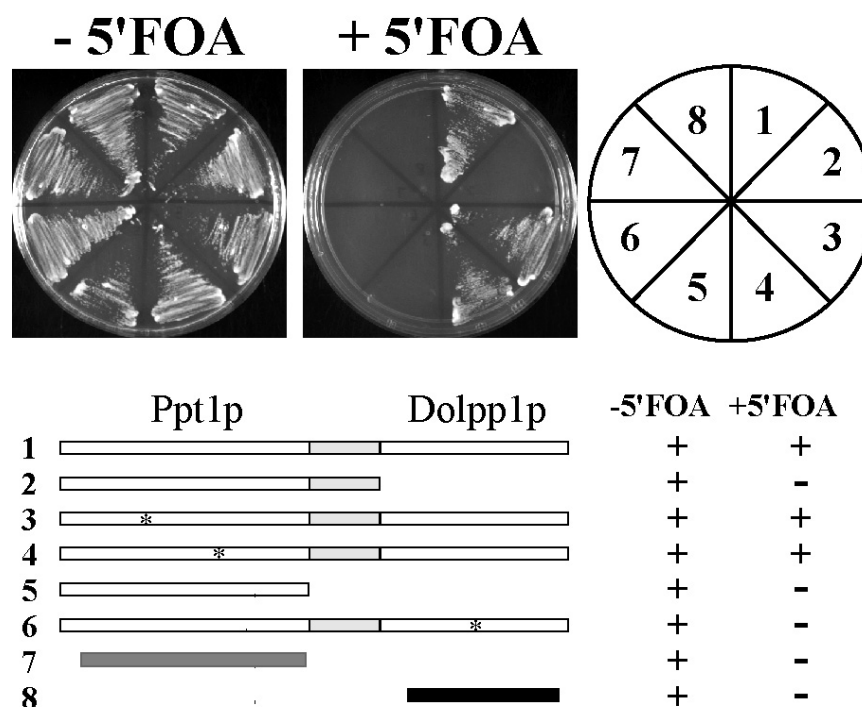 - 5'FOA + 5'FOA
8 1
7 2
6 3
5 4
Ppt1p Dolpp1p -5'FOA +5'FOA
1 + +
2 + -
3 * + +
4 * + +
5 + -
6 * + -
7 + -
8 + -